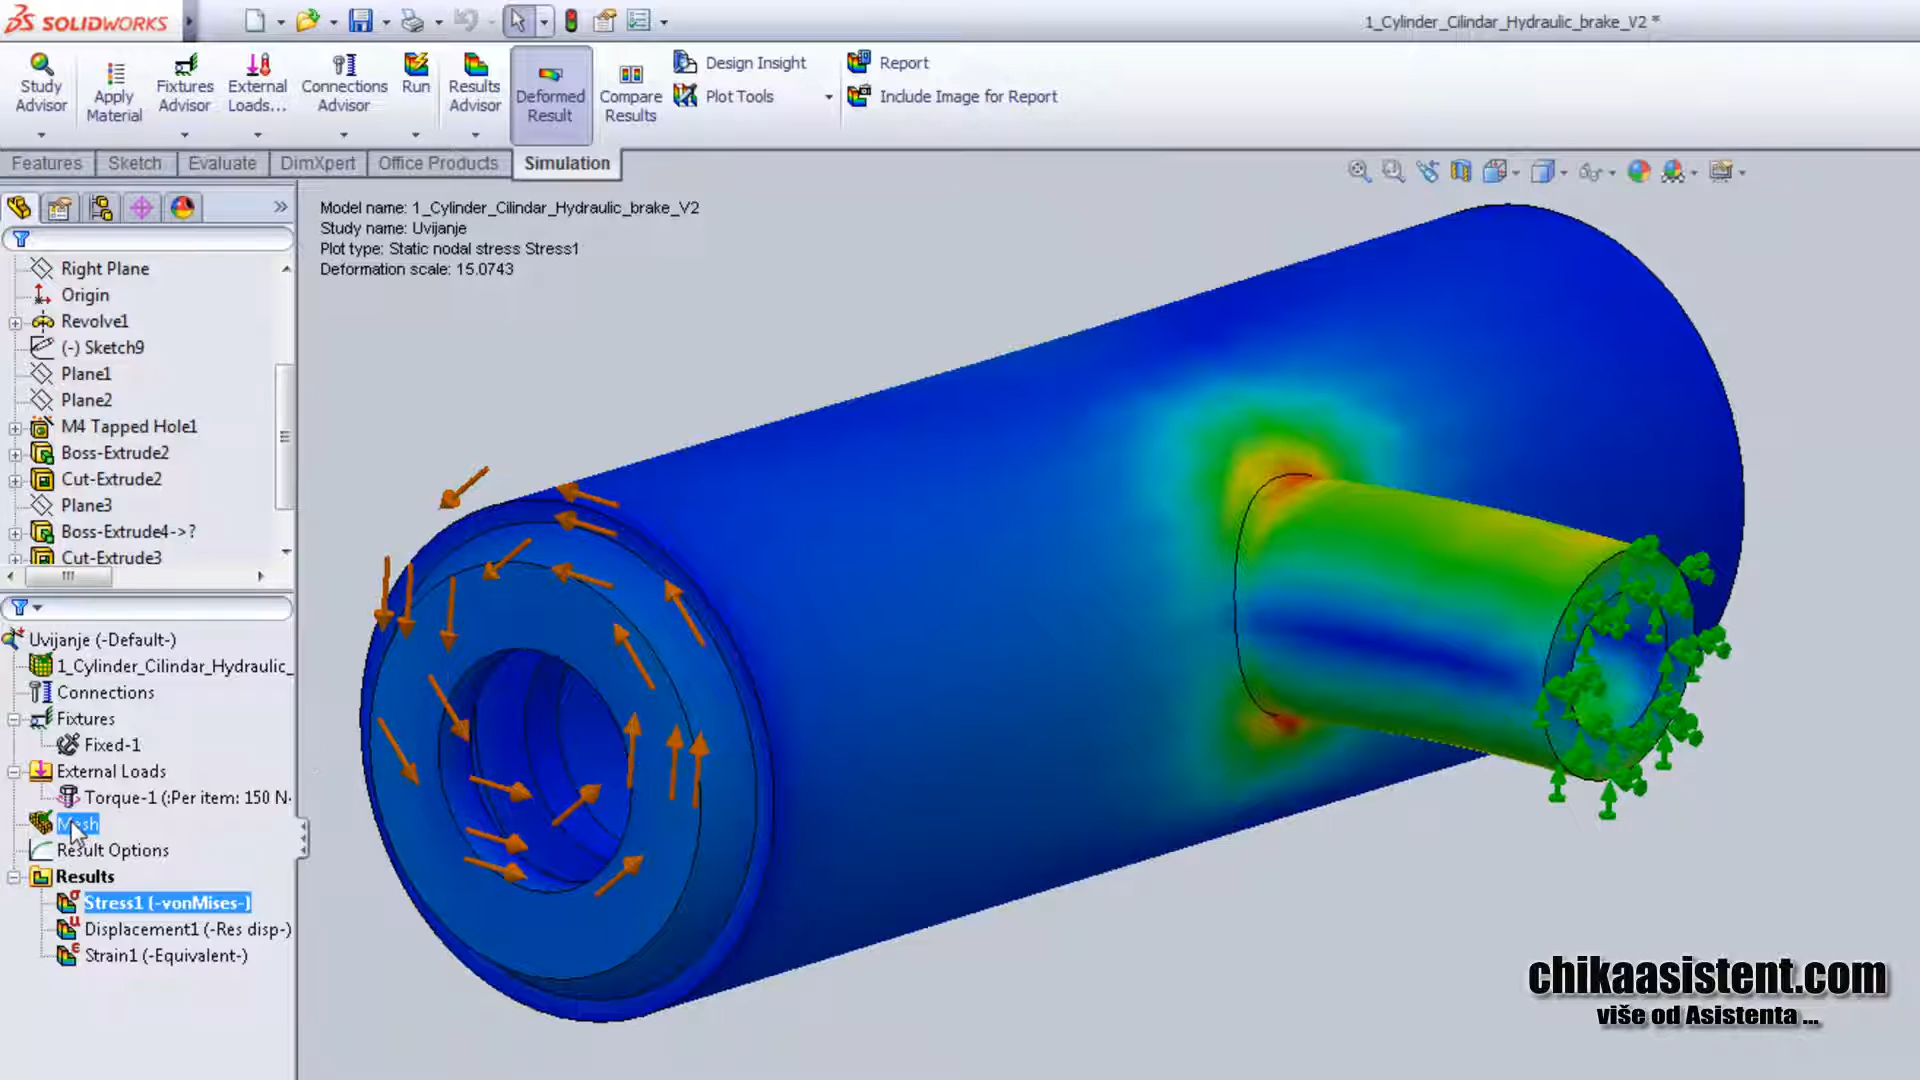 SOLIDWORKS
1_Cylinder_Cilindar_Hydraulic_brake_V2 *
Study Advisor
Apply Material
Fixtures Advisor
External Loads...
Connections Advisor
Run
Results Advisor
Deformed Result
Compare Results
Design Insight
Plot Tools
Report
Include Image for Report
Features
Sketch
Evaluate
DimXpert
Office Products
Simulation
Model name: 1_Cylinder_Cilindar_Hydraulic_brake_V2
Study name: Uvijanje
Plot type: Static nodal stress Stress1
Deformation scale: 15.0743
Right Plane
Origin
Revolve1
(-) Sketch9
Plane1
Plane2
M4 Tapped Hole1
Boss-Extrude2
Cut-Extrude2
Plane3
Boss-Extrude4->?
Cut-Extrude3
Uvijanje (-Default-)
1_Cylinder_Cilindar_Hydraulic_
Connections
Fixtures
Fixed-1
External Loads
Torque-1 (:Per item: 150 N·
Mesh
Result Options
Results
Stress1 (-vonMises-)
Displacement1 (-Res disp-)
Strain1 (-Equivalent-)
chikaasistent.com
više od Asistenta ...